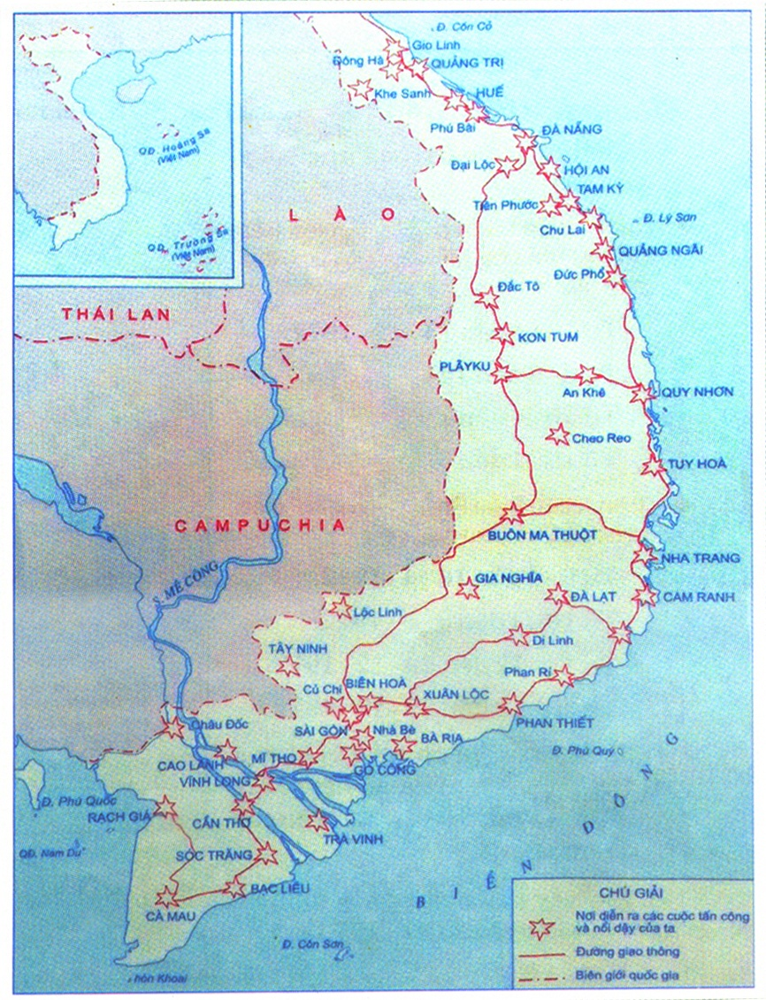 Đ. Cồn Cỏ
Gio Linh
Đông Hà
QUẢNG TRỊ
Khe Sanh
HUẾ
Phú Bài
ĐÀ NẴNG
Đại Lộc
HỘI AN
TAM KỲ
Tiên Phước
Chu Lai
Đ. Lý Sơn
QUẢNG NGÃI
Đức Phổ
QĐ. Hoàng Sa
(Việt Nam)
QĐ. Trường Sa
(Việt Nam)
LÀO
THÁI LAN
Đắc Tô
KON TUM
PLÂYKU
An Khê
QUY NHƠN
Cheo Reo
TUY HOÀ
CAMPUCHIA
BUÔN MA THUỘT
NHA TRANG
S. MÊ CÔNG
GIA NGHĨA
ĐÀ LẠT
CAM RANH
Lộc Linh
Di Linh
TÂY NINH
Phan Rí
Củ Chi
BIÊN HOÀ
XUÂN LỘC
PHAN THIẾT
Châu Đốc
SÀI GÒN
Nhà Bè
BÀ RỊA
Đ. Phú Quý
CAO LÃNH
MĨ THO
GÒ CÔNG
VĨNH LONG
Đ. Phú Quốc
RẠCH GIÁ
CẦN THƠ
TRÀ VINH
QĐ. Nam Du
SÓC TRĂNG
BẠC LIÊU
CÀ MAU
BIỂN ĐÔNG
Đ. Côn Sơn
hòn Khoai
CHÚ GIẢI
Nơi diễn ra các cuộc tấn công
và nổi dậy của ta
Đường giao thông
Biên giới quốc gia